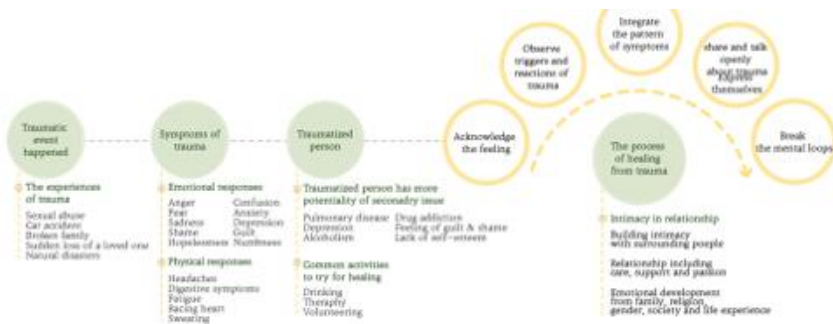 Traumatic
event
happened
The experiences
of trauma
Sexual abuse
Car accident
Broken family
Sudden loss of a loved one
Natural disasters
Symptoms of
trauma
Emotional responses
Anger Confusion
Fear Anxiety
Sadness Depression
Shame Guilt
Hopelessness Numbness
Physical responses
Headaches
Digestive symptoms
Fatigue
Racing heart
Sweating
Traumatized
person
Traumatized person has more
potentiality of seconadry issue
Pulmonary disease Drug addiction
Depression Feeling of guilt & shame
Alcoholism Lack of self-esteem
Common activities
to try for healing
Drinking
Theraphy
Volunteering
Acknowledge
the feeling
Observe
triggers and
reactions of
trauma
Integrate
the pattern
of symptoms
share and talk
openly
about trauma
Express
themselves
Break
the mental loops
The process
of healing
from trauma
Intimacy in relationship
Building intimacy
with surrounding people
Relationship including
care, support and passion
Emotional development
from family, religion,
gender, society and life experience